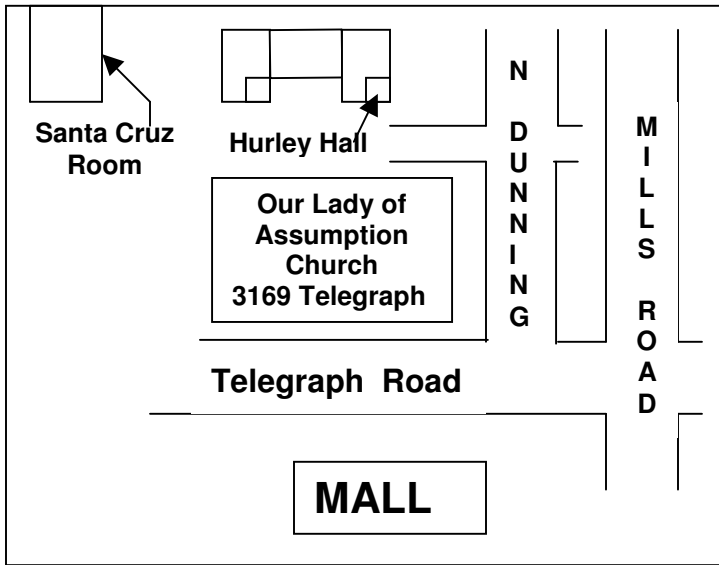 Santa Cruz
Room
Hurley Hall
Our Lady of
Assumption
Church
3169 Telegraph
Telegraph Road
MALL
N DUNNING
MILLS ROAD